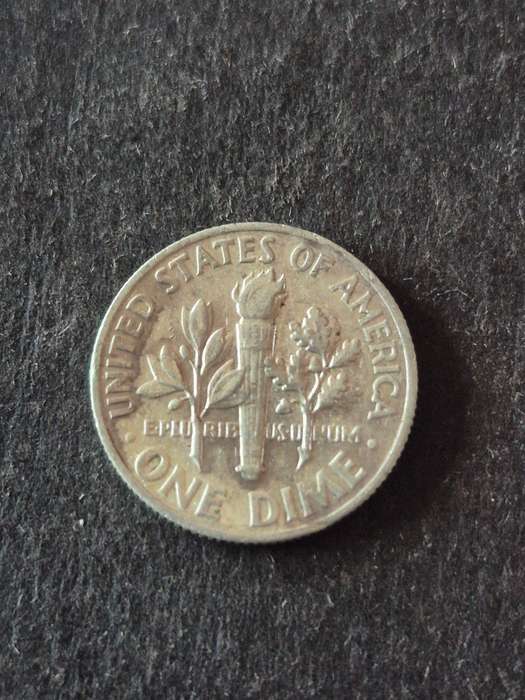 UNITED STATES OF AMERICA
E PLURIBUS UNUM
· ONE DIME ·